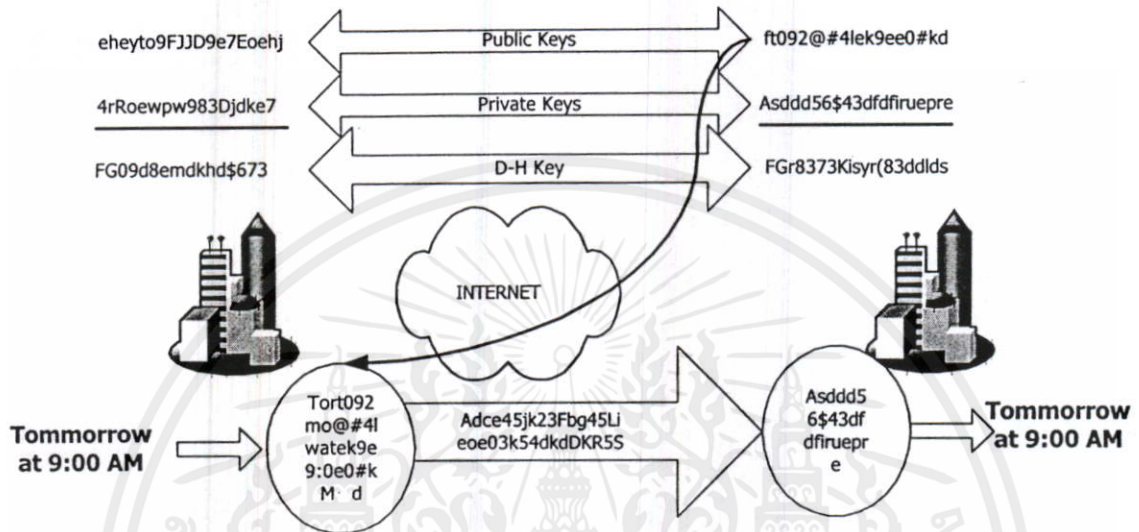 eheyto9FJJD9e7Eoehj
Public Keys
ft092@#4lek9ee0#kd
4rRoewpw983Djdke7
Private Keys
Asddd56$43dfdfiruepre
FG09d8emdkhd$673
D-H Key
FGr8373Kisyr(83ddlds
INTERNET
Tommorrow
at 9:00 AM
Tort092
mo@#4l
watek9e
9:0e0#k
M d
Adce45jk23Fbg45Li
eoe03k54dkdDKR5S
Asddd5
6$43df
dfiruepr
e
Tommorrow
at 9:00 AM